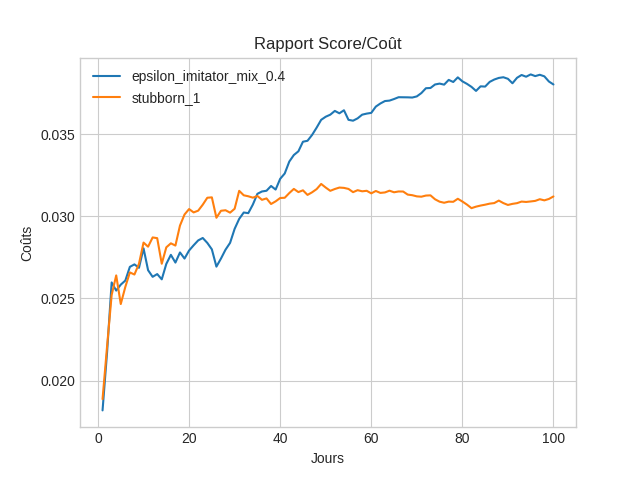 Rapport Score/Coût
epsilon_imitator_mix_0.4
stubborn_1
Coûts
0.035
0.030
0.025
0.020
0 20 40 60 80 100
Jours